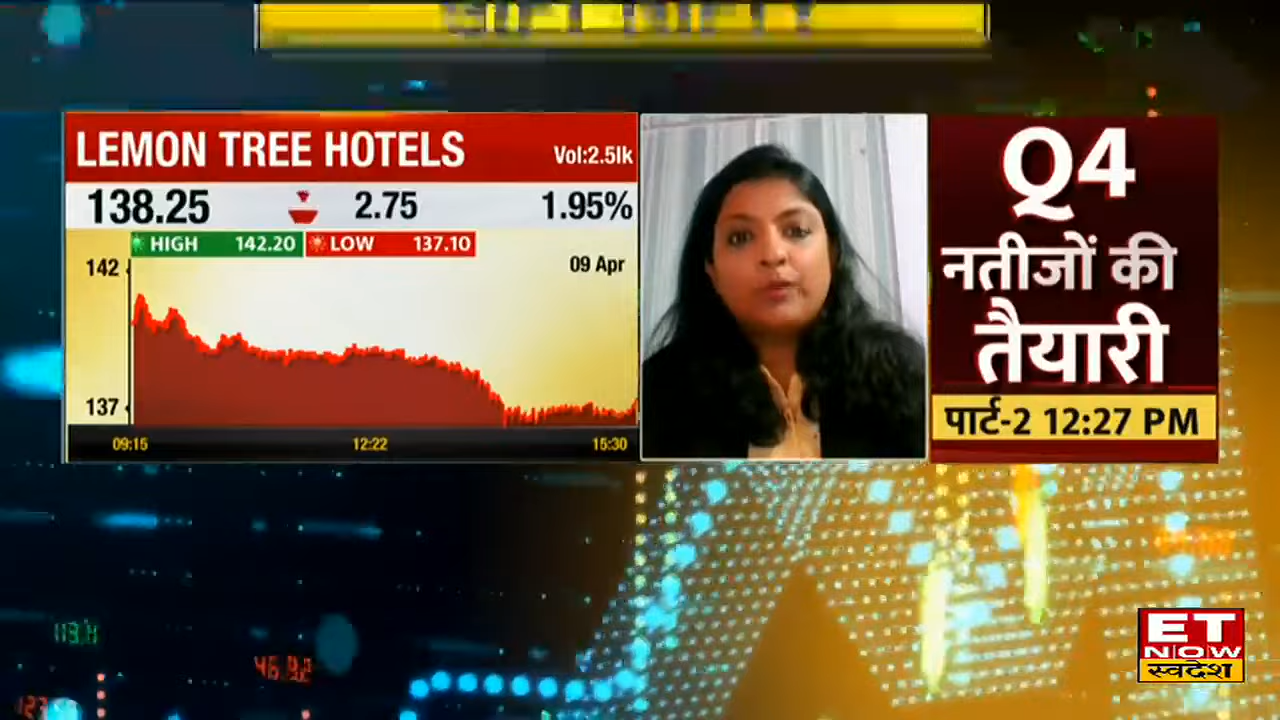 LEMON TREE HOTELS
Vol:2.5lk
138.25 2.75 1.95%
HIGH 142.20 LOW 137.10
142
09 Apr
137
09:15 12:22 15:30
Q4
नतीजों की
तैयारी
पार्ट-2 12:27 PM
ET
NOW
स्वदेश